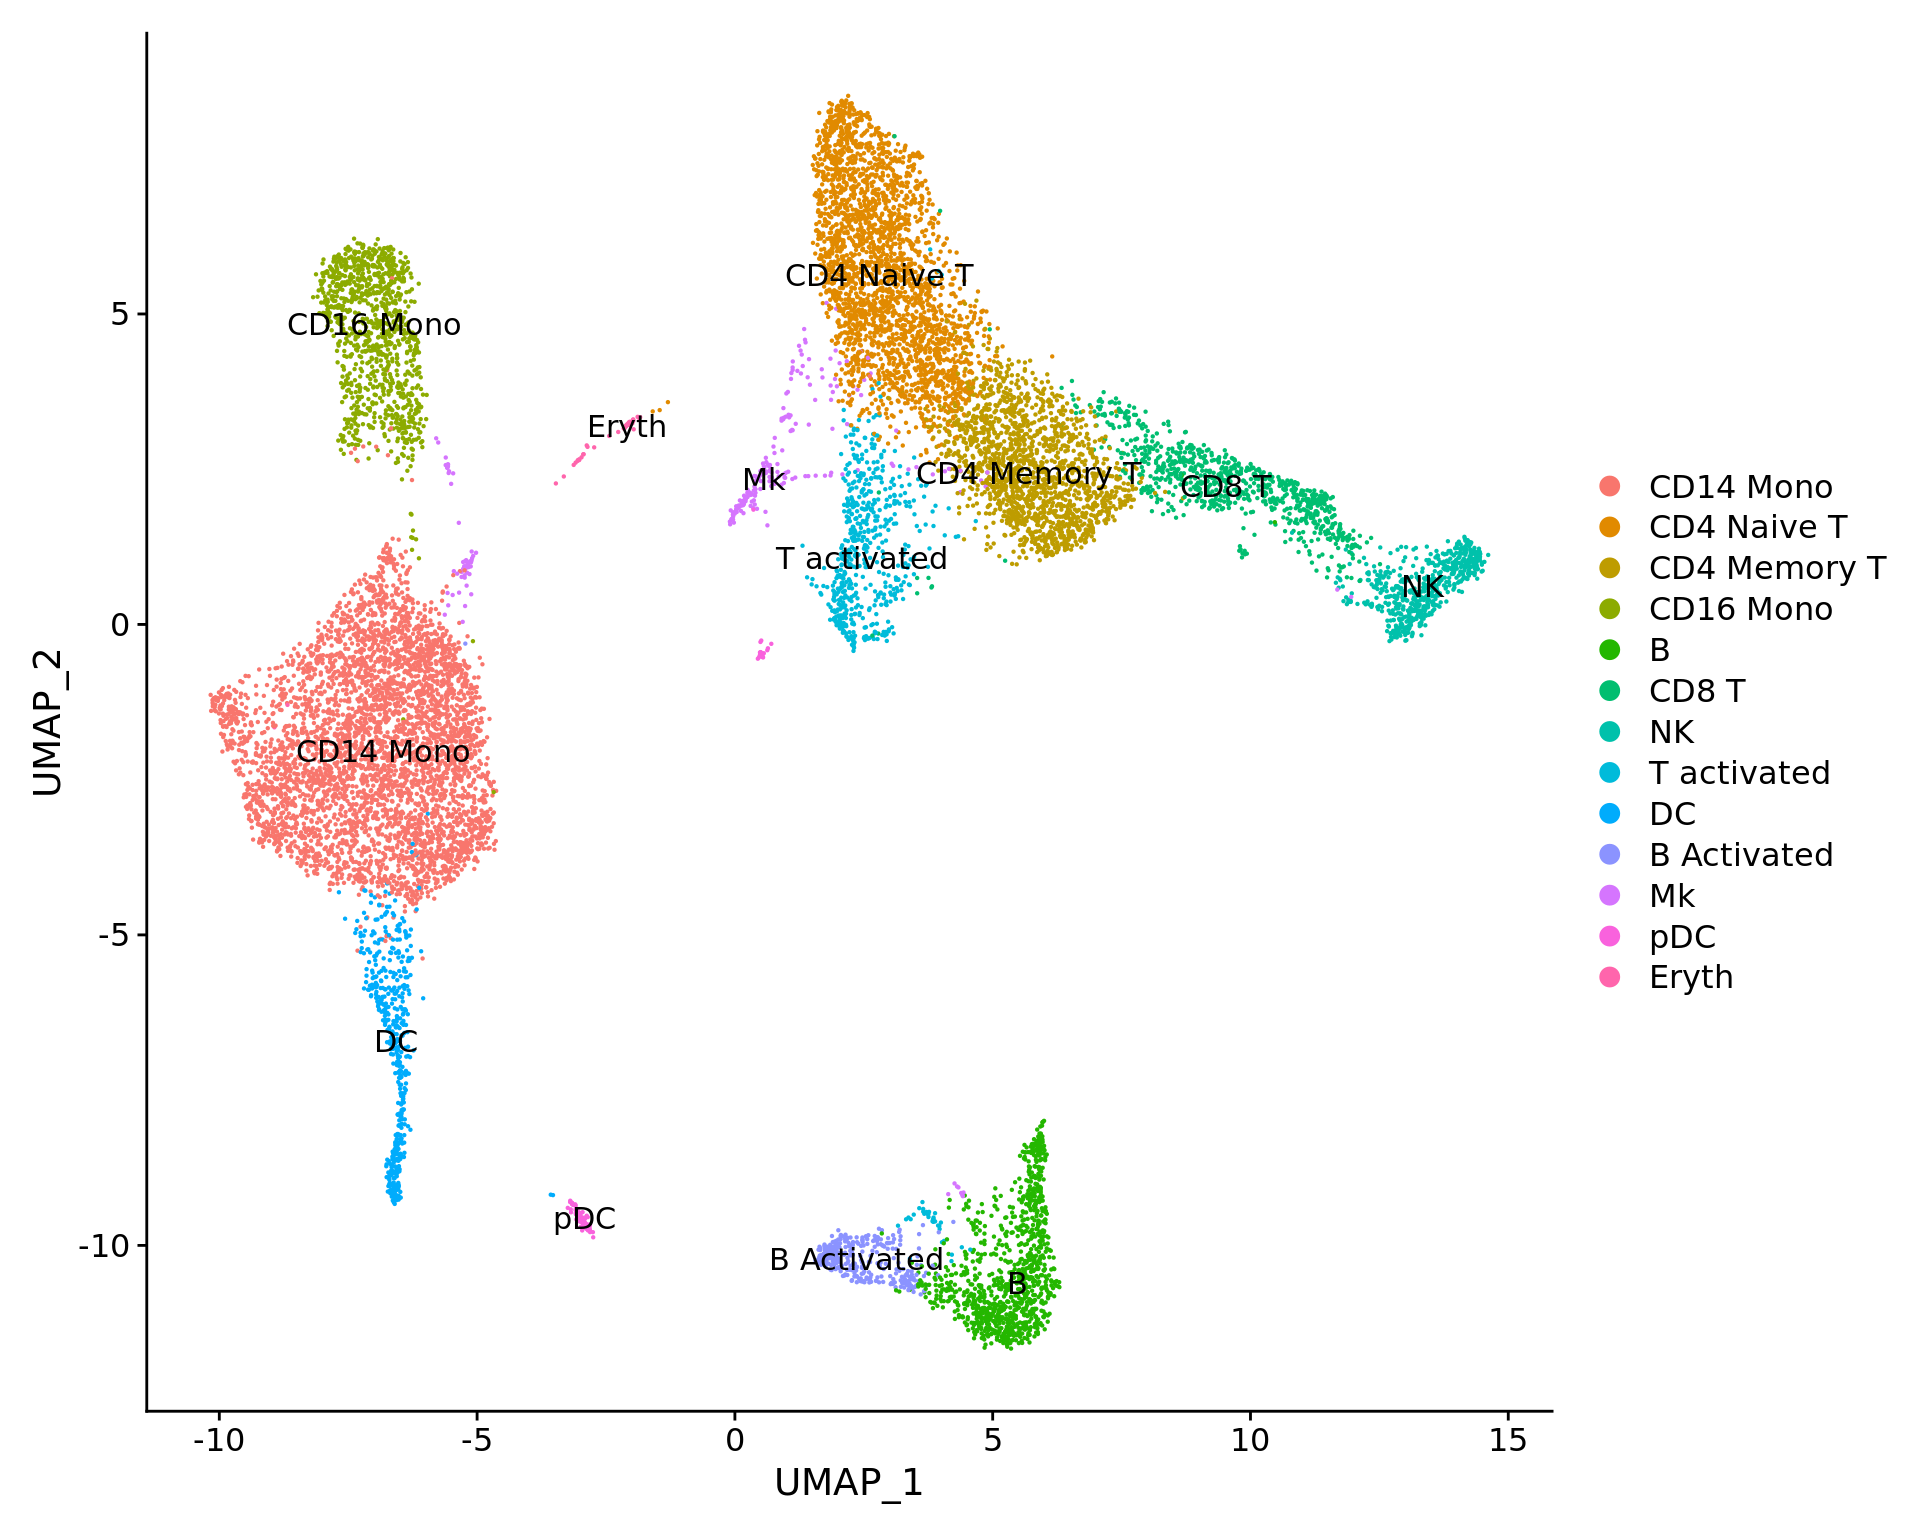 CD4 Naive T
5
CD16 Mono
Eryth
CD4 Memory T
Mk
CD8 T
T activated
NK
0
CD14 Mono
UMAP_2
-5
DC
pDC
-10
B Activated
B
-10
-5
0
5
10
15
UMAP_1
CD14 Mono
CD4 Naive T
CD4 Memory T
CD16 Mono
B
CD8 T
NK
T activated
DC
B Activated
Mk
pDC
Eryth